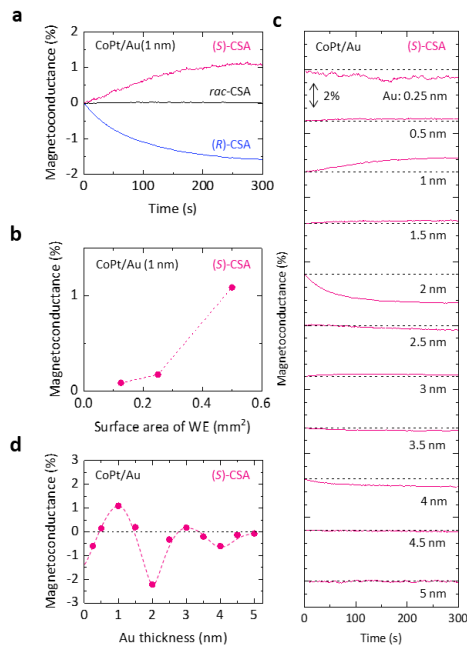 a
CoPt/Au(1 nm)
(S)-CSA
rac-CSA
(R)-CSA
Magnetoconductance (%)
2
1
0
-1
-2
0
100
200
300
Time (s)
b
CoPt/Au (1 nm)
(S)-CSA
Magnetoconductance (%)
1
0
0.0
0.2
0.4
0.6
Surface area of WE (mm²)
d
CoPt/Au
(S)-CSA
Magnetoconductance (%)
3
2
1
0
-1
-2
-3
0
1
2
3
4
5
Au thickness (nm)
c
CoPt/Au
(S)-CSA
2%
Au: 0.25 nm
0.5 nm
1 nm
1.5 nm
2 nm
2.5 nm
3 nm
3.5 nm
4 nm
4.5 nm
5 nm
Magnetoconductance (%)
0
100
200
300
Time (s)